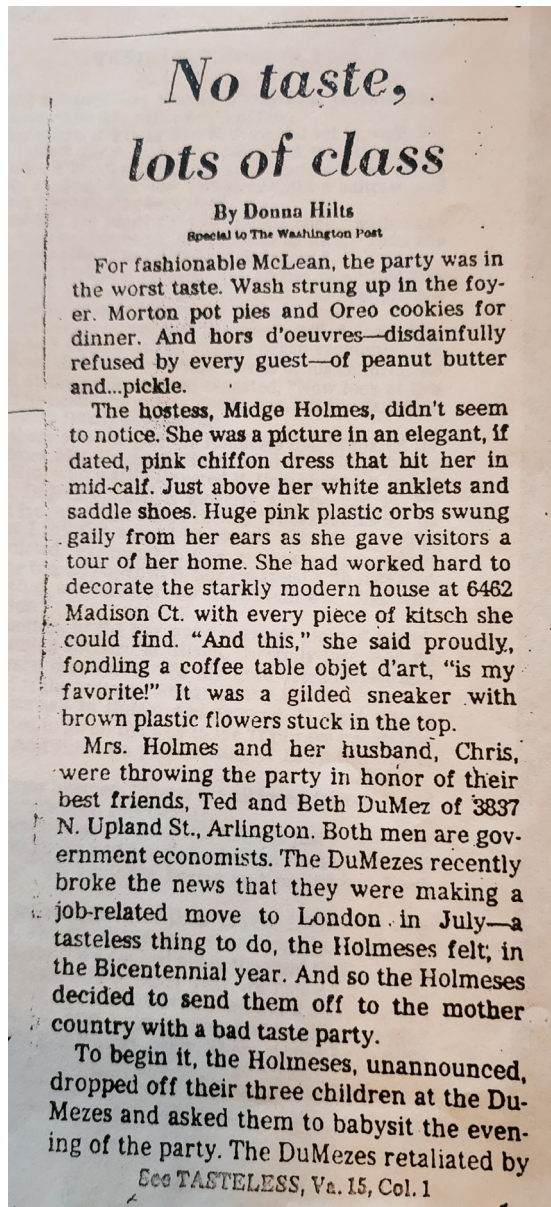 No taste,
lots of class
By Donna Hilts
Special to The Washington Post
For fashionable McLean, the party was in
the worst taste. Wash strung up in the foy-
er. Morton pot pies and Oreo cookies for
dinner. And hors d'oeuvres—disdainfully
refused by every guest—of peanut butter
and...pickle.
The hostess, Midge Holmes, didn't seem
to notice. She was a picture in an elegant, if
dated, pink chiffon dress that hit her in
mid-calf. Just above her white anklets and
saddle shoes. Huge pink plastic orbs swung
gaily from her ears as she gave visitors a
tour of her home. She had worked hard to
decorate the starkly modern house at 6462
Madison Ct. with every piece of kitsch she
could find. “And this,” she said proudly,
fondling a coffee table objet d'art, “is my
favorite!” It was a gilded sneaker with
brown plastic flowers stuck in the top.
Mrs. Holmes and her husband, Chris,
were throwing the party in honor of their
best friends, Ted and Beth DuMez of 3837
N. Upland St., Arlington. Both men are gov-
ernment economists. The DuMezes recently
broke the news that they were making a
job-related move to London in July—a
tasteless thing to do, the Holmeses felt, in
the Bicentennial year. And so the Holmeses
decided to send them off to the mother
country with a bad taste party.
To begin it, the Holmeses, unannounced,
dropped off their three children at the Du-
Mezes and asked them to babysit the even-
ing of the party. The DuMezes retaliated by
See TASTELESS, Va. 15, Col. 1